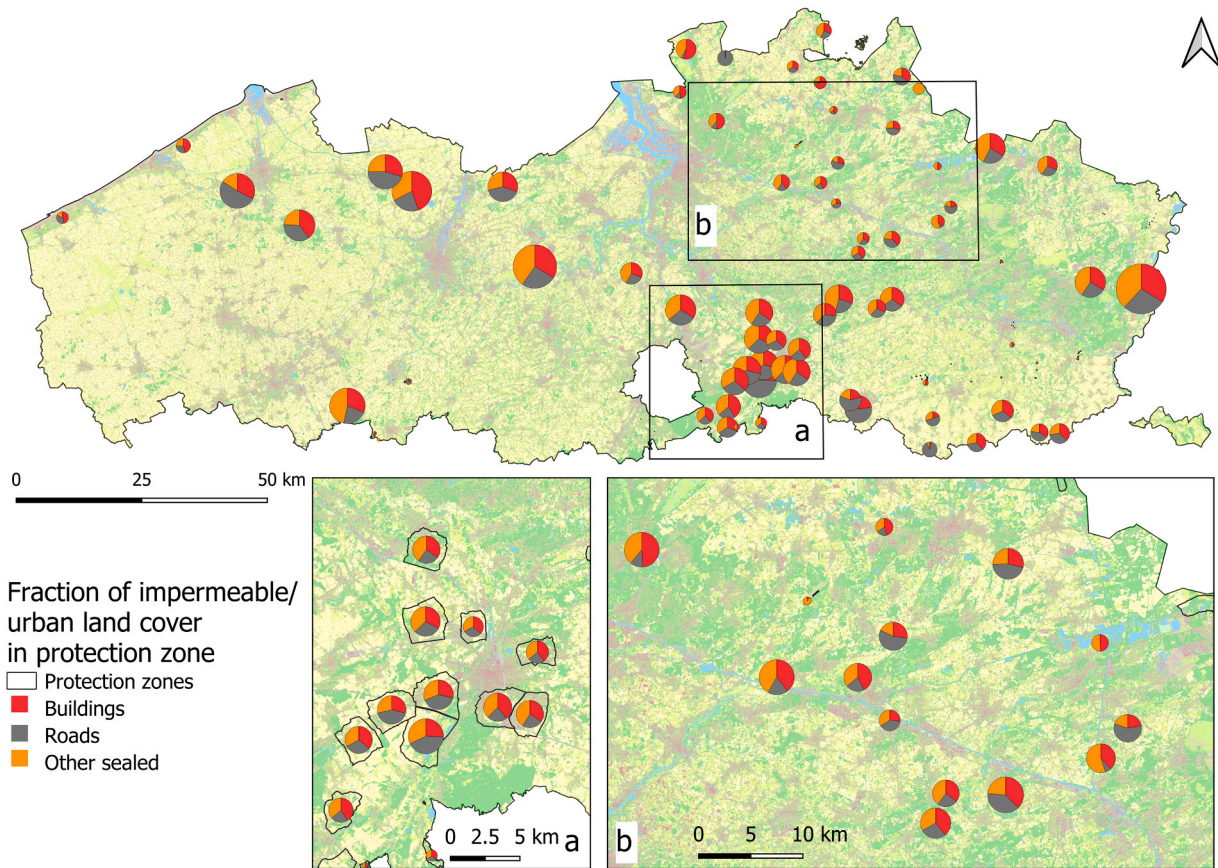 b
a
0 25 50 km
Fraction of impermeable/
urban land cover
in protection zone
Protection zones
Buildings
Roads
Other sealed
0 2.5 5 km
a
b
0 5 10 km